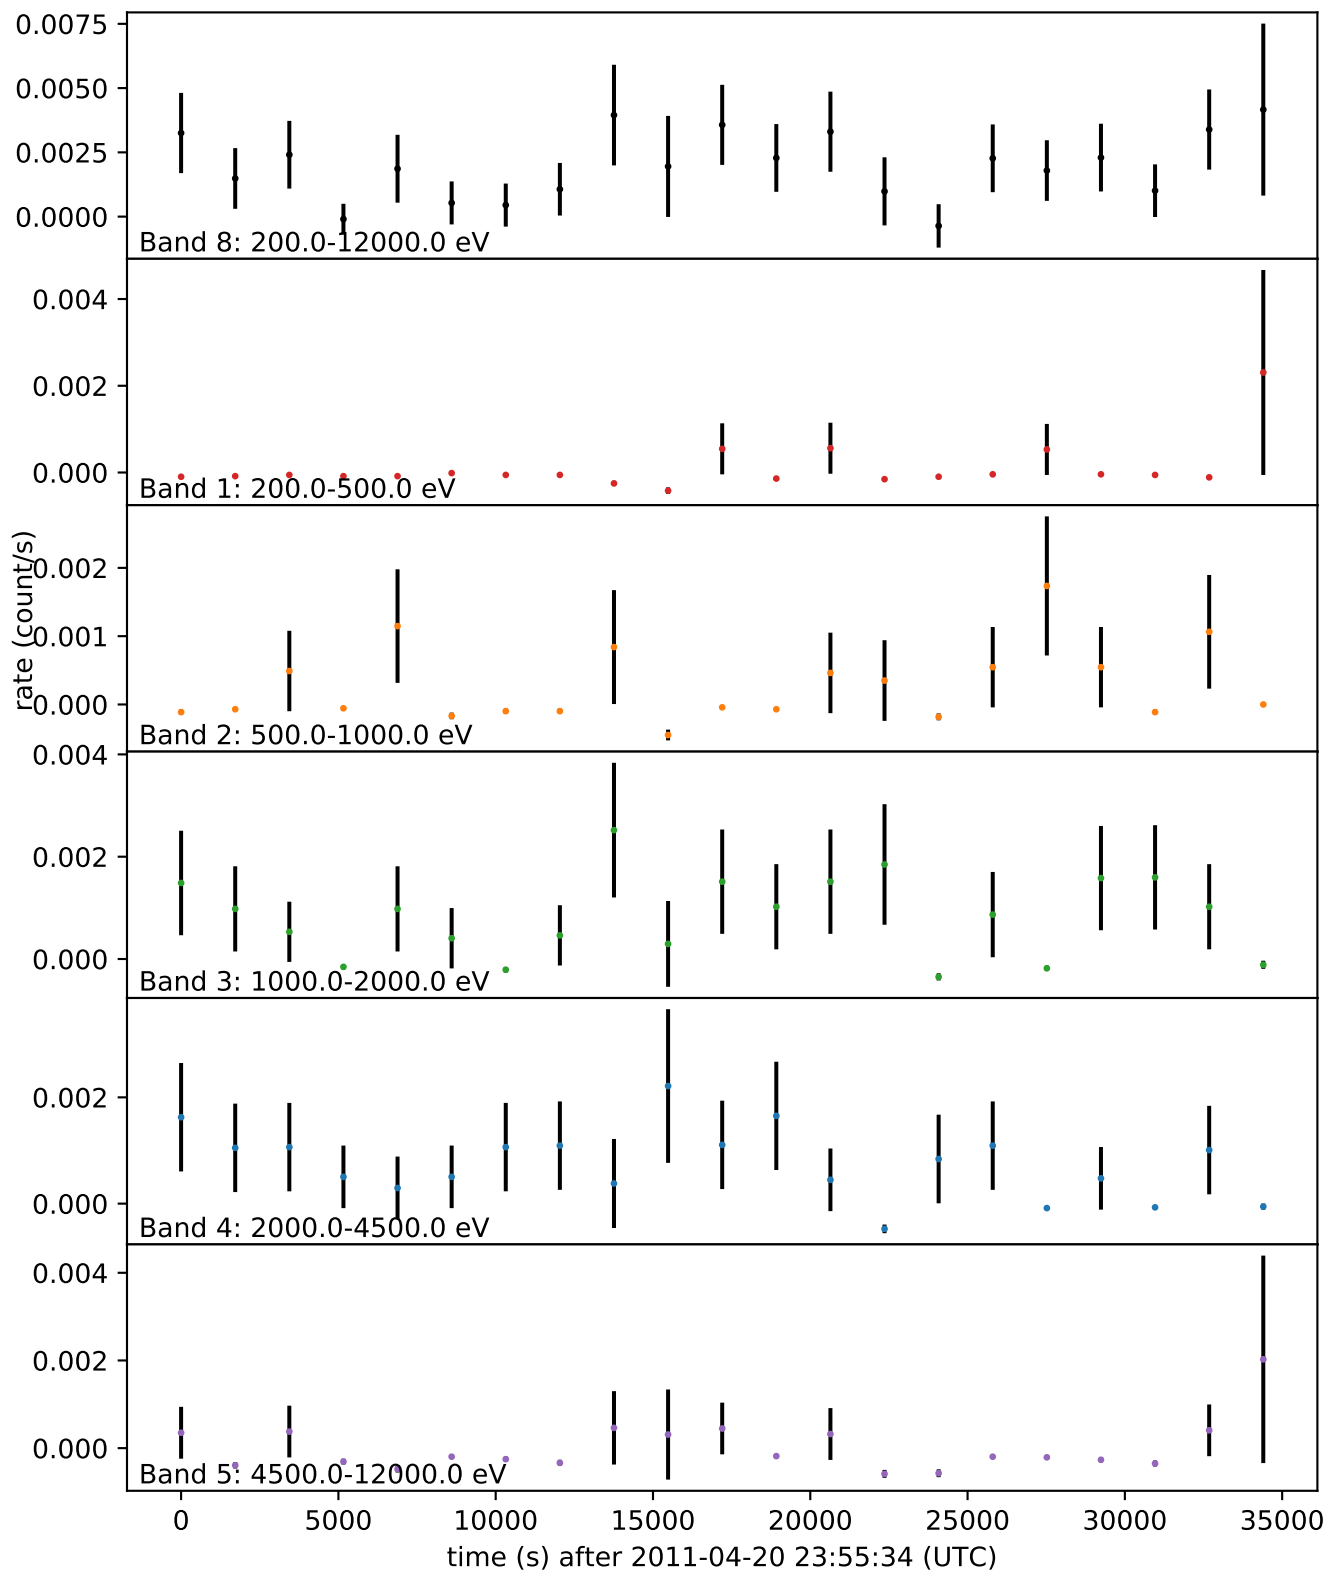 0.0075
0.0050
0.0025
0.0000
Band 8: 200.0-12000.0 eV
0.004
0.002
0.000
Band 1: 200.0-500.0 eV
rate (count/s)
0.002
0.001
0.000
Band 2: 500.0-1000.0 eV
0.004
0.002
0.000
Band 3: 1000.0-2000.0 eV
0.002
0.000
Band 4: 2000.0-4500.0 eV
0.004
0.002
0.000
Band 5: 4500.0-12000.0 eV
0 5000 10000 15000 20000 25000 30000 35000
time (s) after 2011-04-20 23:55:34 (UTC)